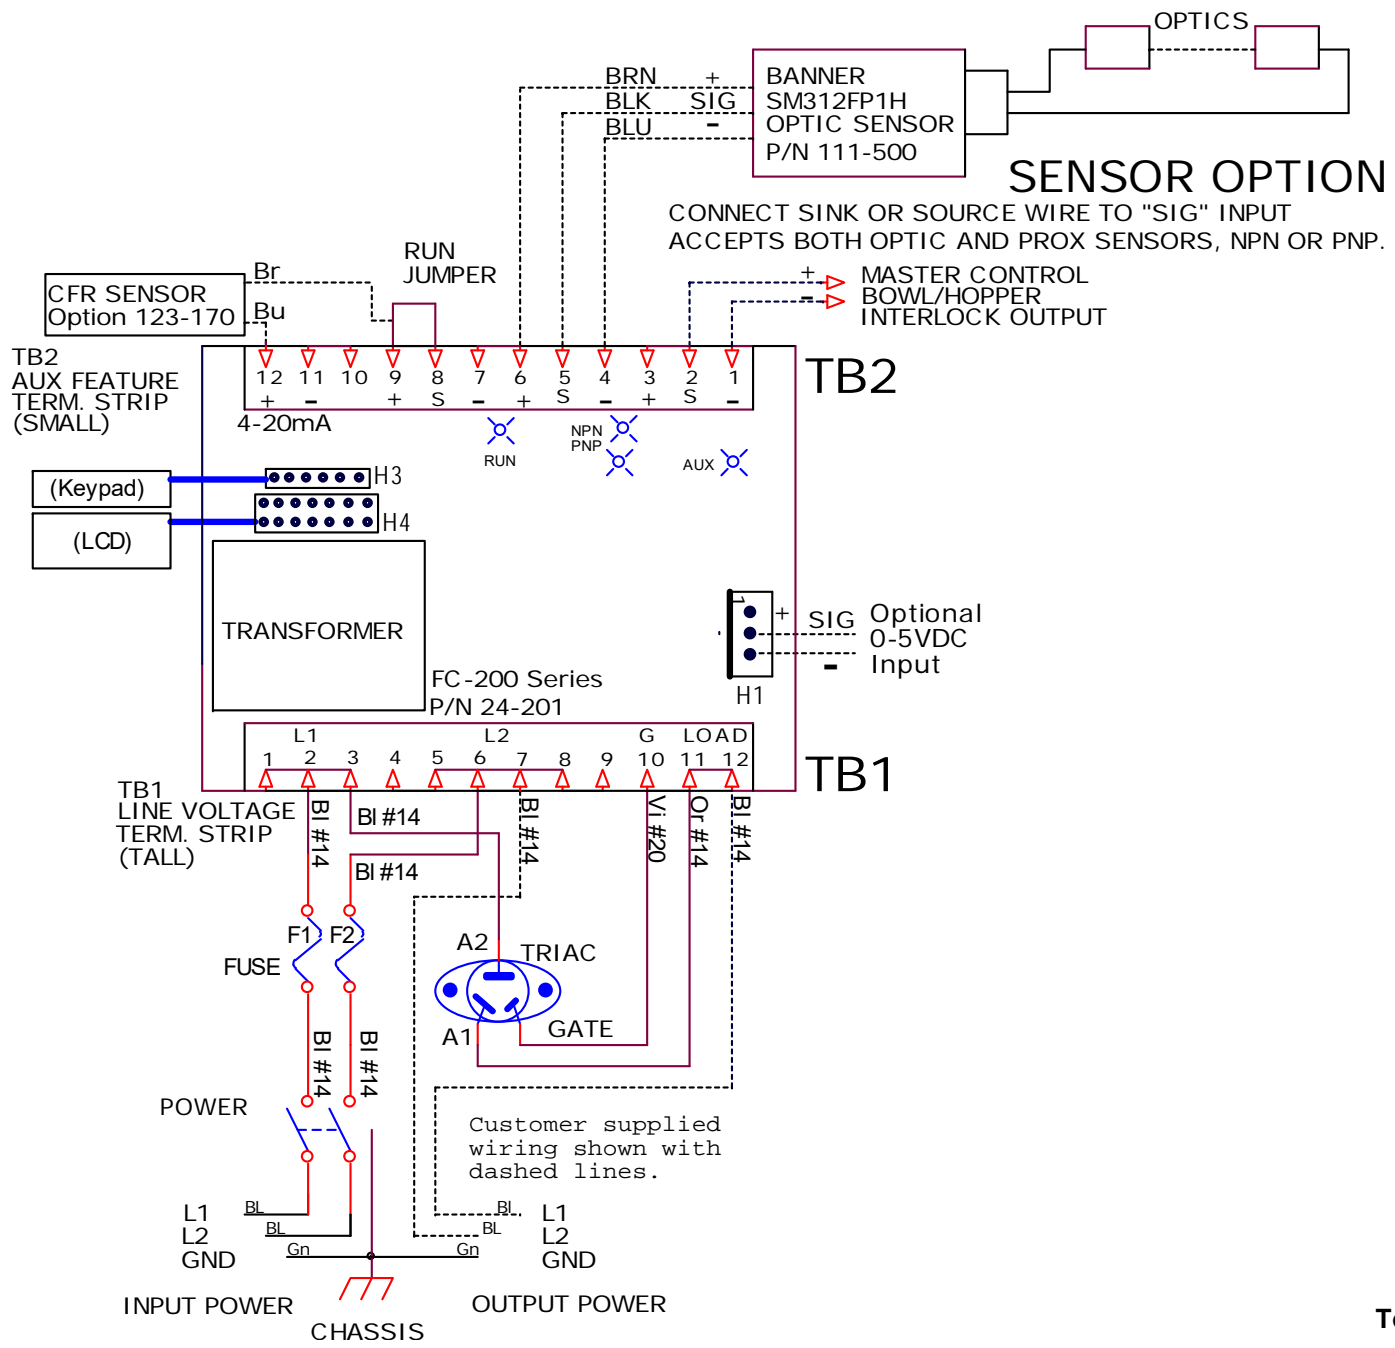 OPTICS
BRN +
BLK SIG
BLU -
BANNER
SM312FP1H
OPTIC SENSOR
P/N 111-500
SENSOR OPTION
CONNECT SINK OR SOURCE WIRE TO "SIG" INPUT
ACCEPTS BOTH OPTIC AND PROX SENSORS, NPN OR PNP.
RUN
JUMPER
+ MASTER CONTROL
- BOWL/HOPPER
INTERLOCK OUTPUT
CFR SENSOR
Option 123-170
Br
Bu
TB2
AUX FEATURE
TERM. STRIP
(SMALL)
12 11 10 9 8 7 6 5 4 3 2 1
+ - + S - + S - + S -
TB2
4-20mA
RUN
NPN
PNP
AUX
(Keypad)
H3
(LCD)
H4
TRANSFORMER
1
+
SIG
-
Optional
0-5VDC
Input
H1
FC-200 Series
P/N 24-201
L1 L2 G LOAD
1 2 3 4 5 6 7 8 9 10 11 12
TB1
TB1
LINE VOLTAGE
TERM. STRIP
(TALL)
Bl #14
Bl #14
Bl #14
Bl #14
Vi #20
Or #14
Bl #14
F1 F2
FUSE
A2 TRIAC
A1 GATE
Bl #14
Bl #14
POWER
Customer supplied
wiring shown with
dashed lines.
L1 BL
L2 BL
GND Gn
Bl L1
BL L2
Gn GND
INPUT POWER
OUTPUT POWER
CHASSIS